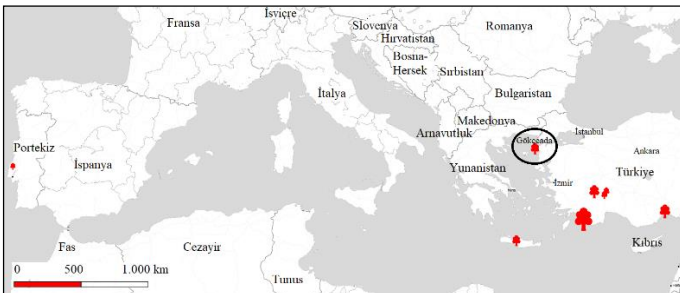 Fransa
İsviçre
Slovenya
Hırvatistan
Romanya
Bosna-
Hersek
Sırbistan
İtalya
Bulgaristan
Makedonya
Arnavutluk
Gökçeada
İstanbul
Ankara
Portekiz
İspanya
Yunanistan
İzmir
Türkiye
Fas
Cezayir
Tunus
Kıbrıs
0 500 1.000 km